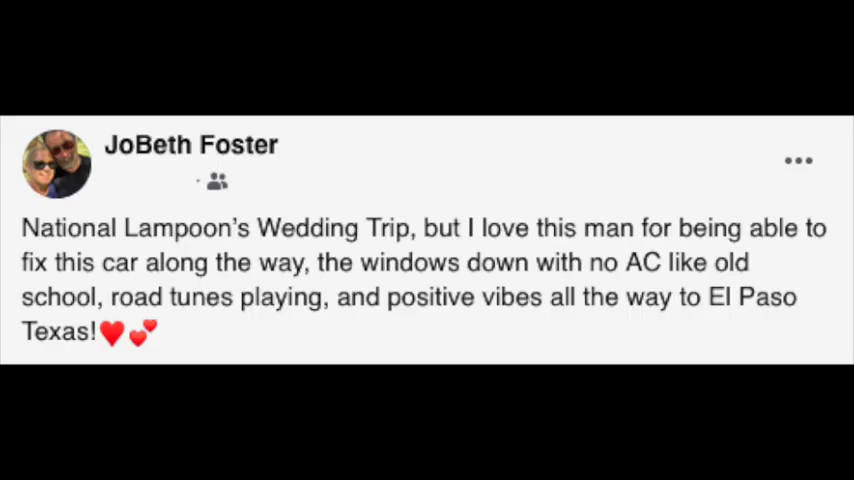 JoBeth Foster
National Lampoon’s Wedding Trip, but I love this man for being able to
fix this car along the way, the windows down with no AC like old
school, road tunes playing, and positive vibes all the way to El Paso
Texas!❤️💕